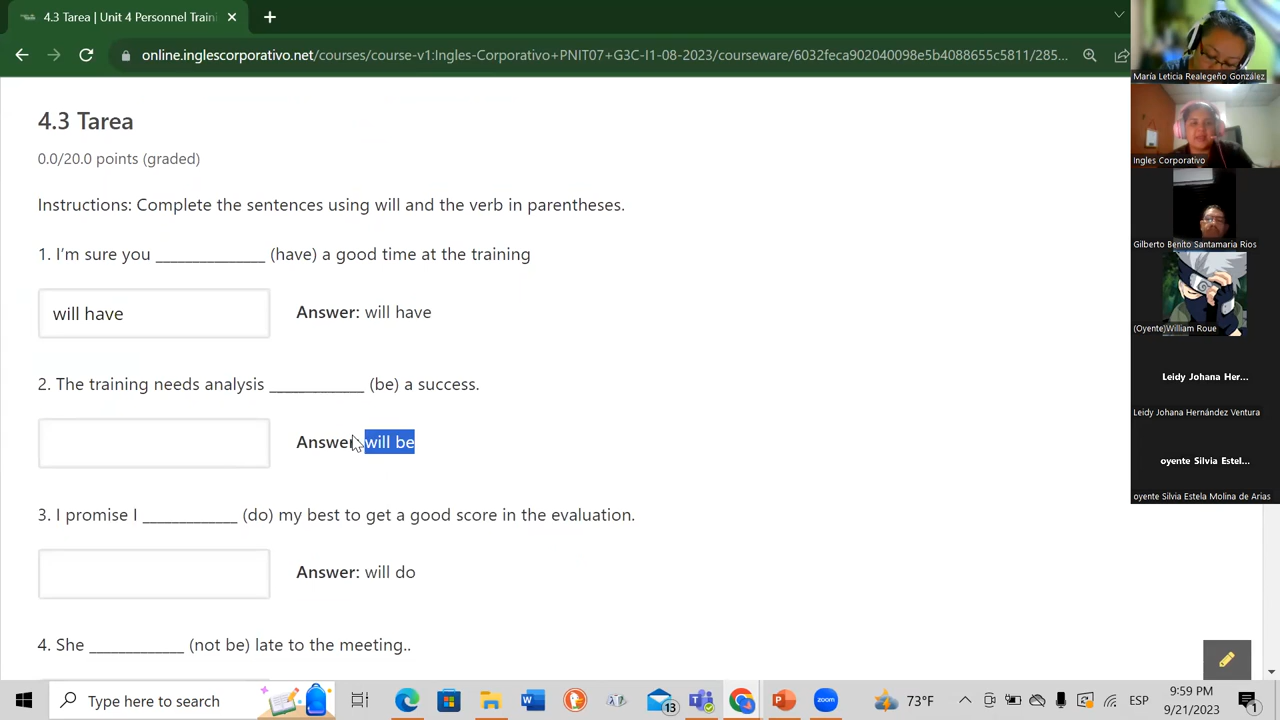 4.3 Tarea | Unit 4 Personnel Traini
online.inglescorporativo.net/courses/course-v1:Ingles-Corporativo+PNIT07+G3C-I1-08-2023/courseware/6032feca902040098e5b4088655c5811/285...
María Leticia Realegeño González
Ingles Corporativo
Gilberto Benito Santamaria Rios
(Oyente)William Roue
Leidy Johana Her...
Leidy Johana Hernández Ventura
oyente Silvia Estel...
oyente Silvia Estela Molina de Arias
4.3 Tarea
0.0/20.0 points (graded)
Instructions: Complete the sentences using will and the verb in parentheses.
1. I’m sure you ______________ (have) a good time at the training
will have
Answer: will have
2. The training needs analysis ____________ (be) a success.
Answer: will be
3. I promise I ____________ (do) my best to get a good score in the evaluation.
Answer: will do
4. She ____________ (not be) late to the meeting..
Type here to search
13
73°F
ESP
9:59 PM
9/21/2023
1